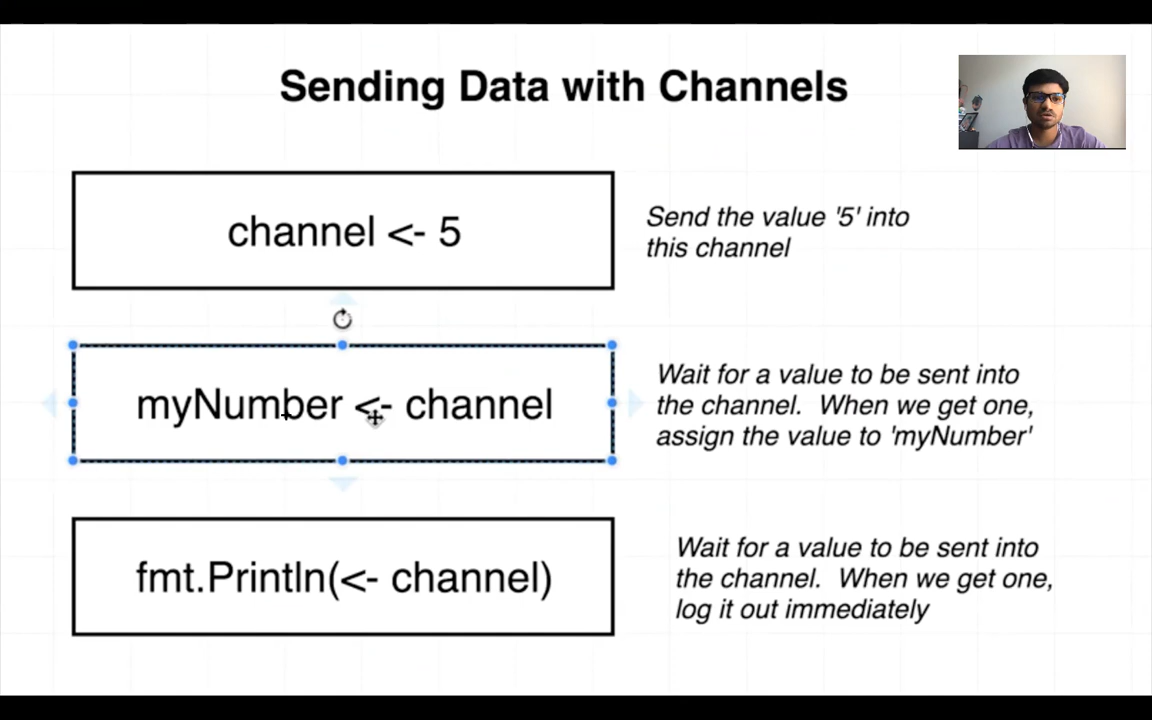 Sending Data with Channels
channel <- 5
Send the value '5' into
this channel
myNumber <- channel
Wait for a value to be sent into
the channel.  When we get one,
assign the value to 'myNumber'
fmt.Println(<- channel)
Wait for a value to be sent into
the channel.  When we get one,
log it out immediately